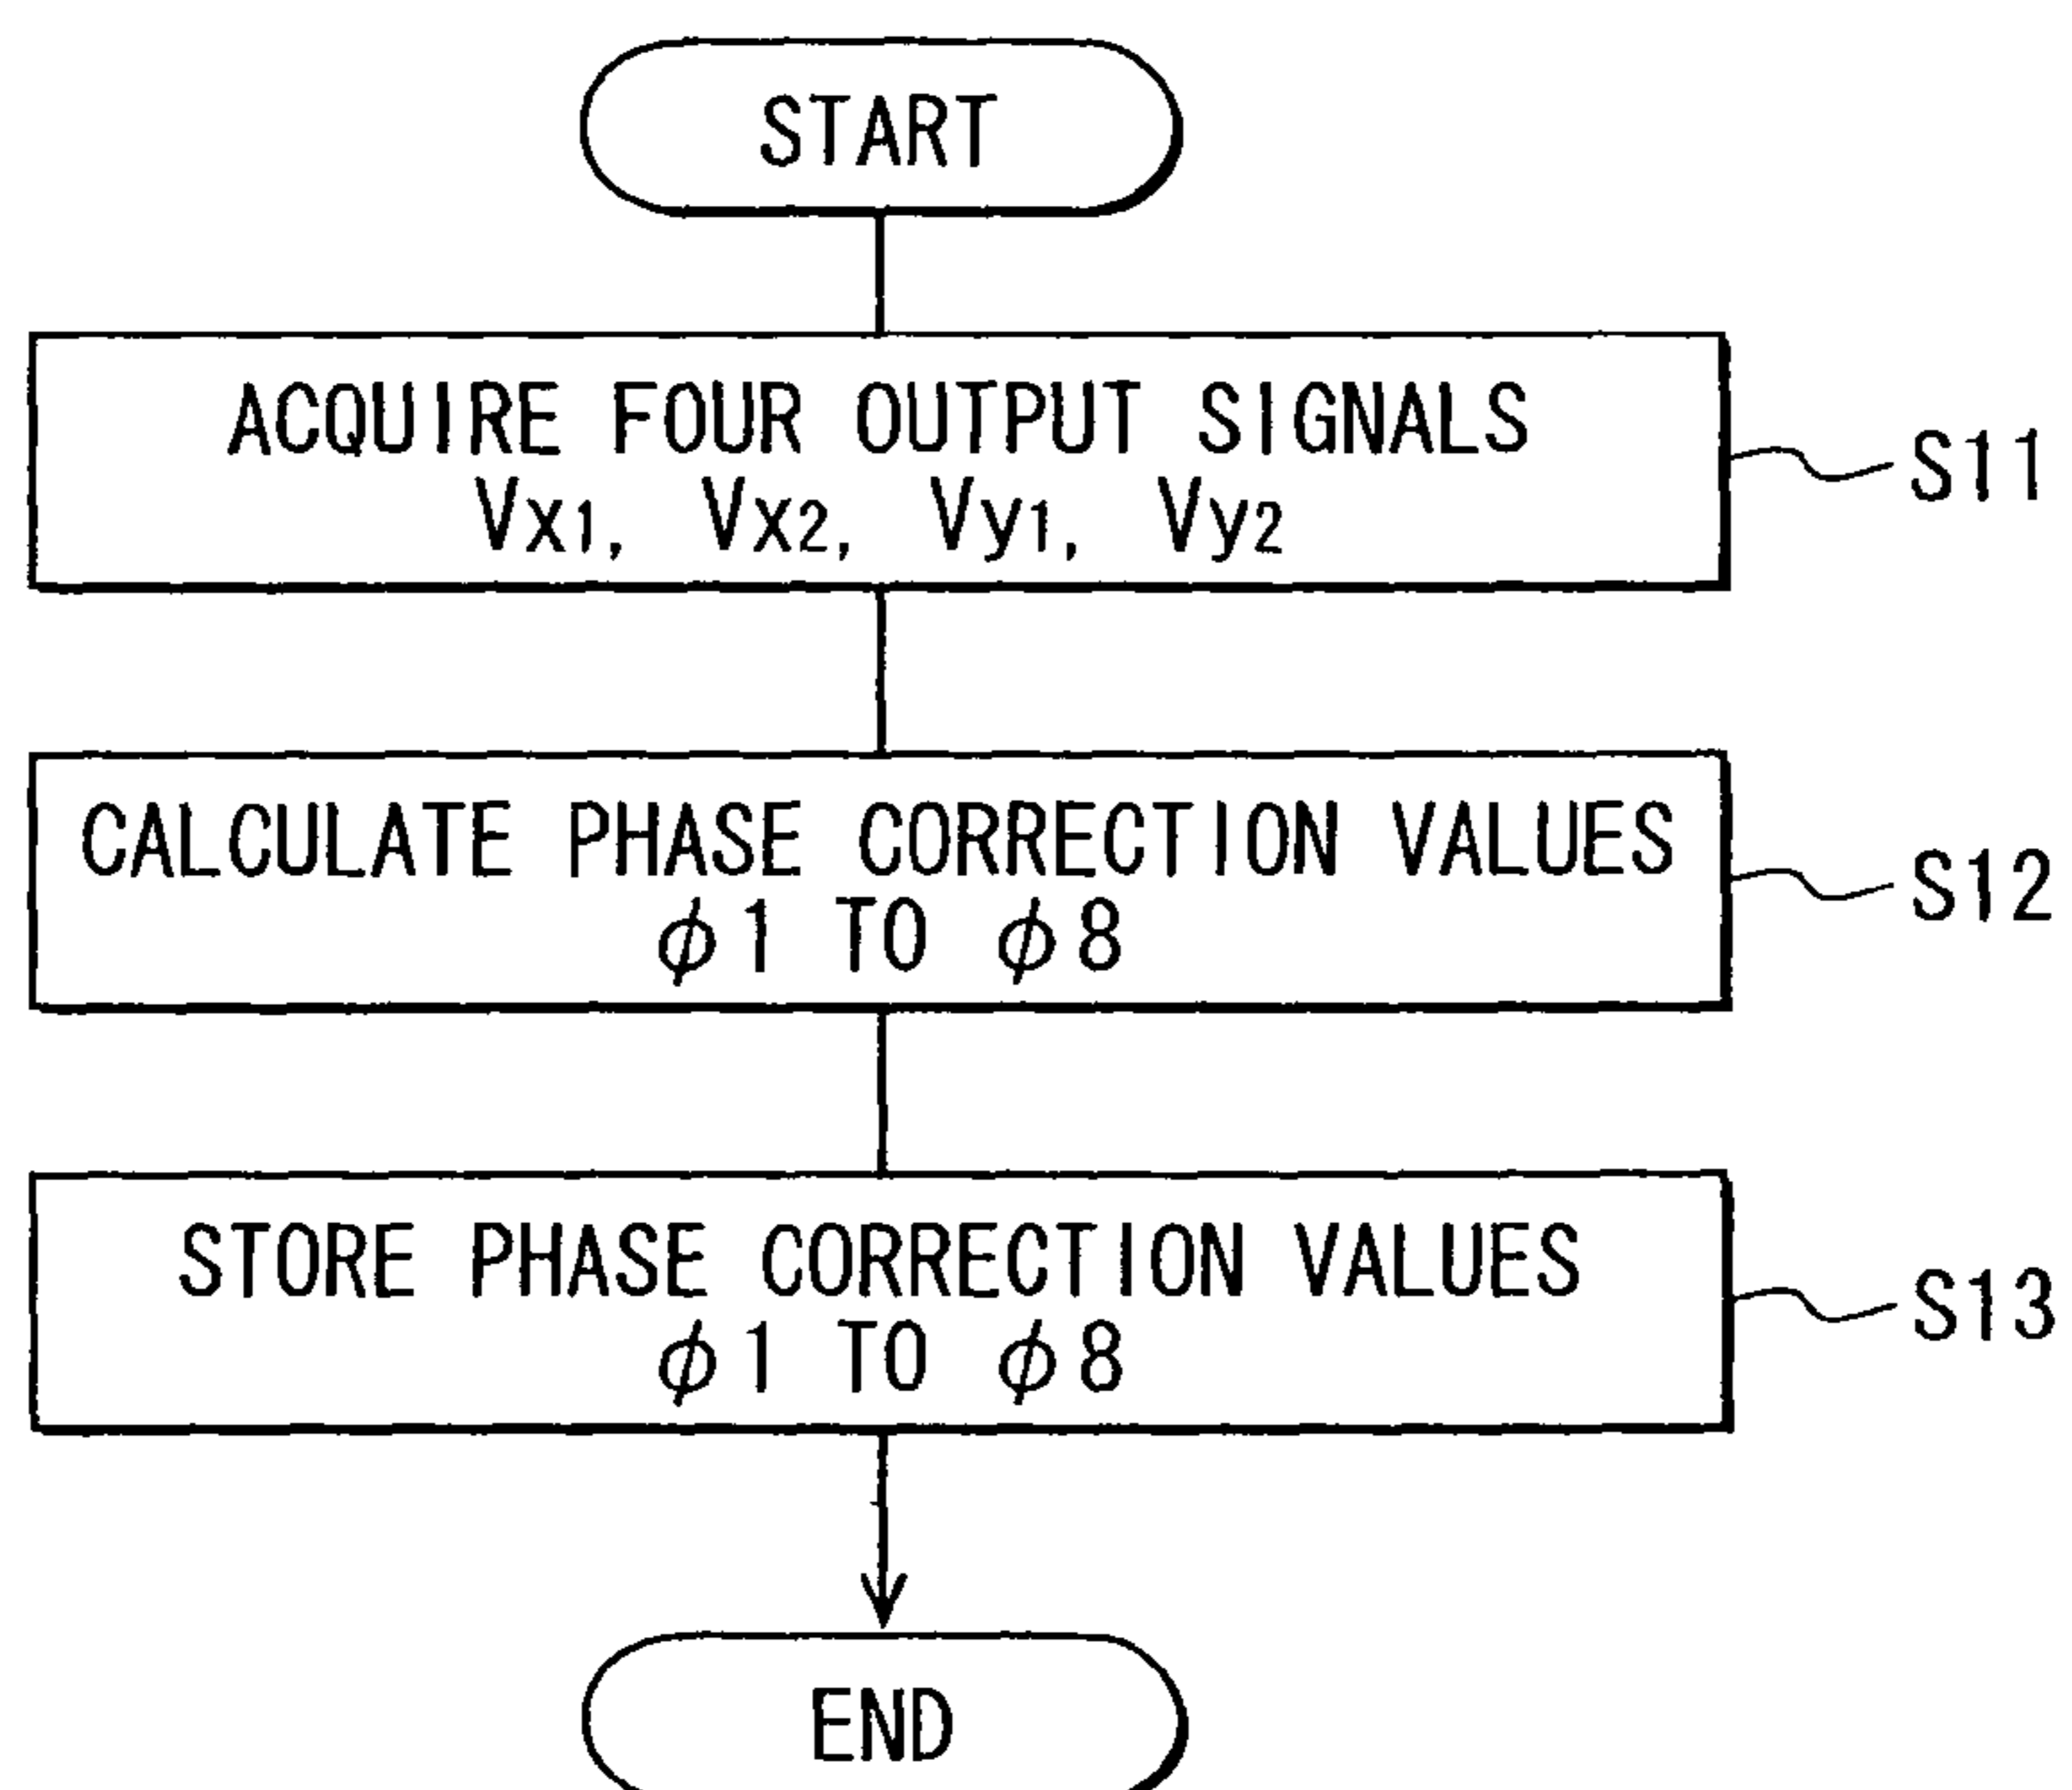 START
ACQUIRE FOUR OUTPUT SIGNALS
Vx1, Vx2, Vy1, Vy2
S11
CALCULATE PHASE CORRECTION VALUES
φ1 TO φ8
S12
STORE PHASE CORRECTION VALUES
φ1 TO φ8
S13
END